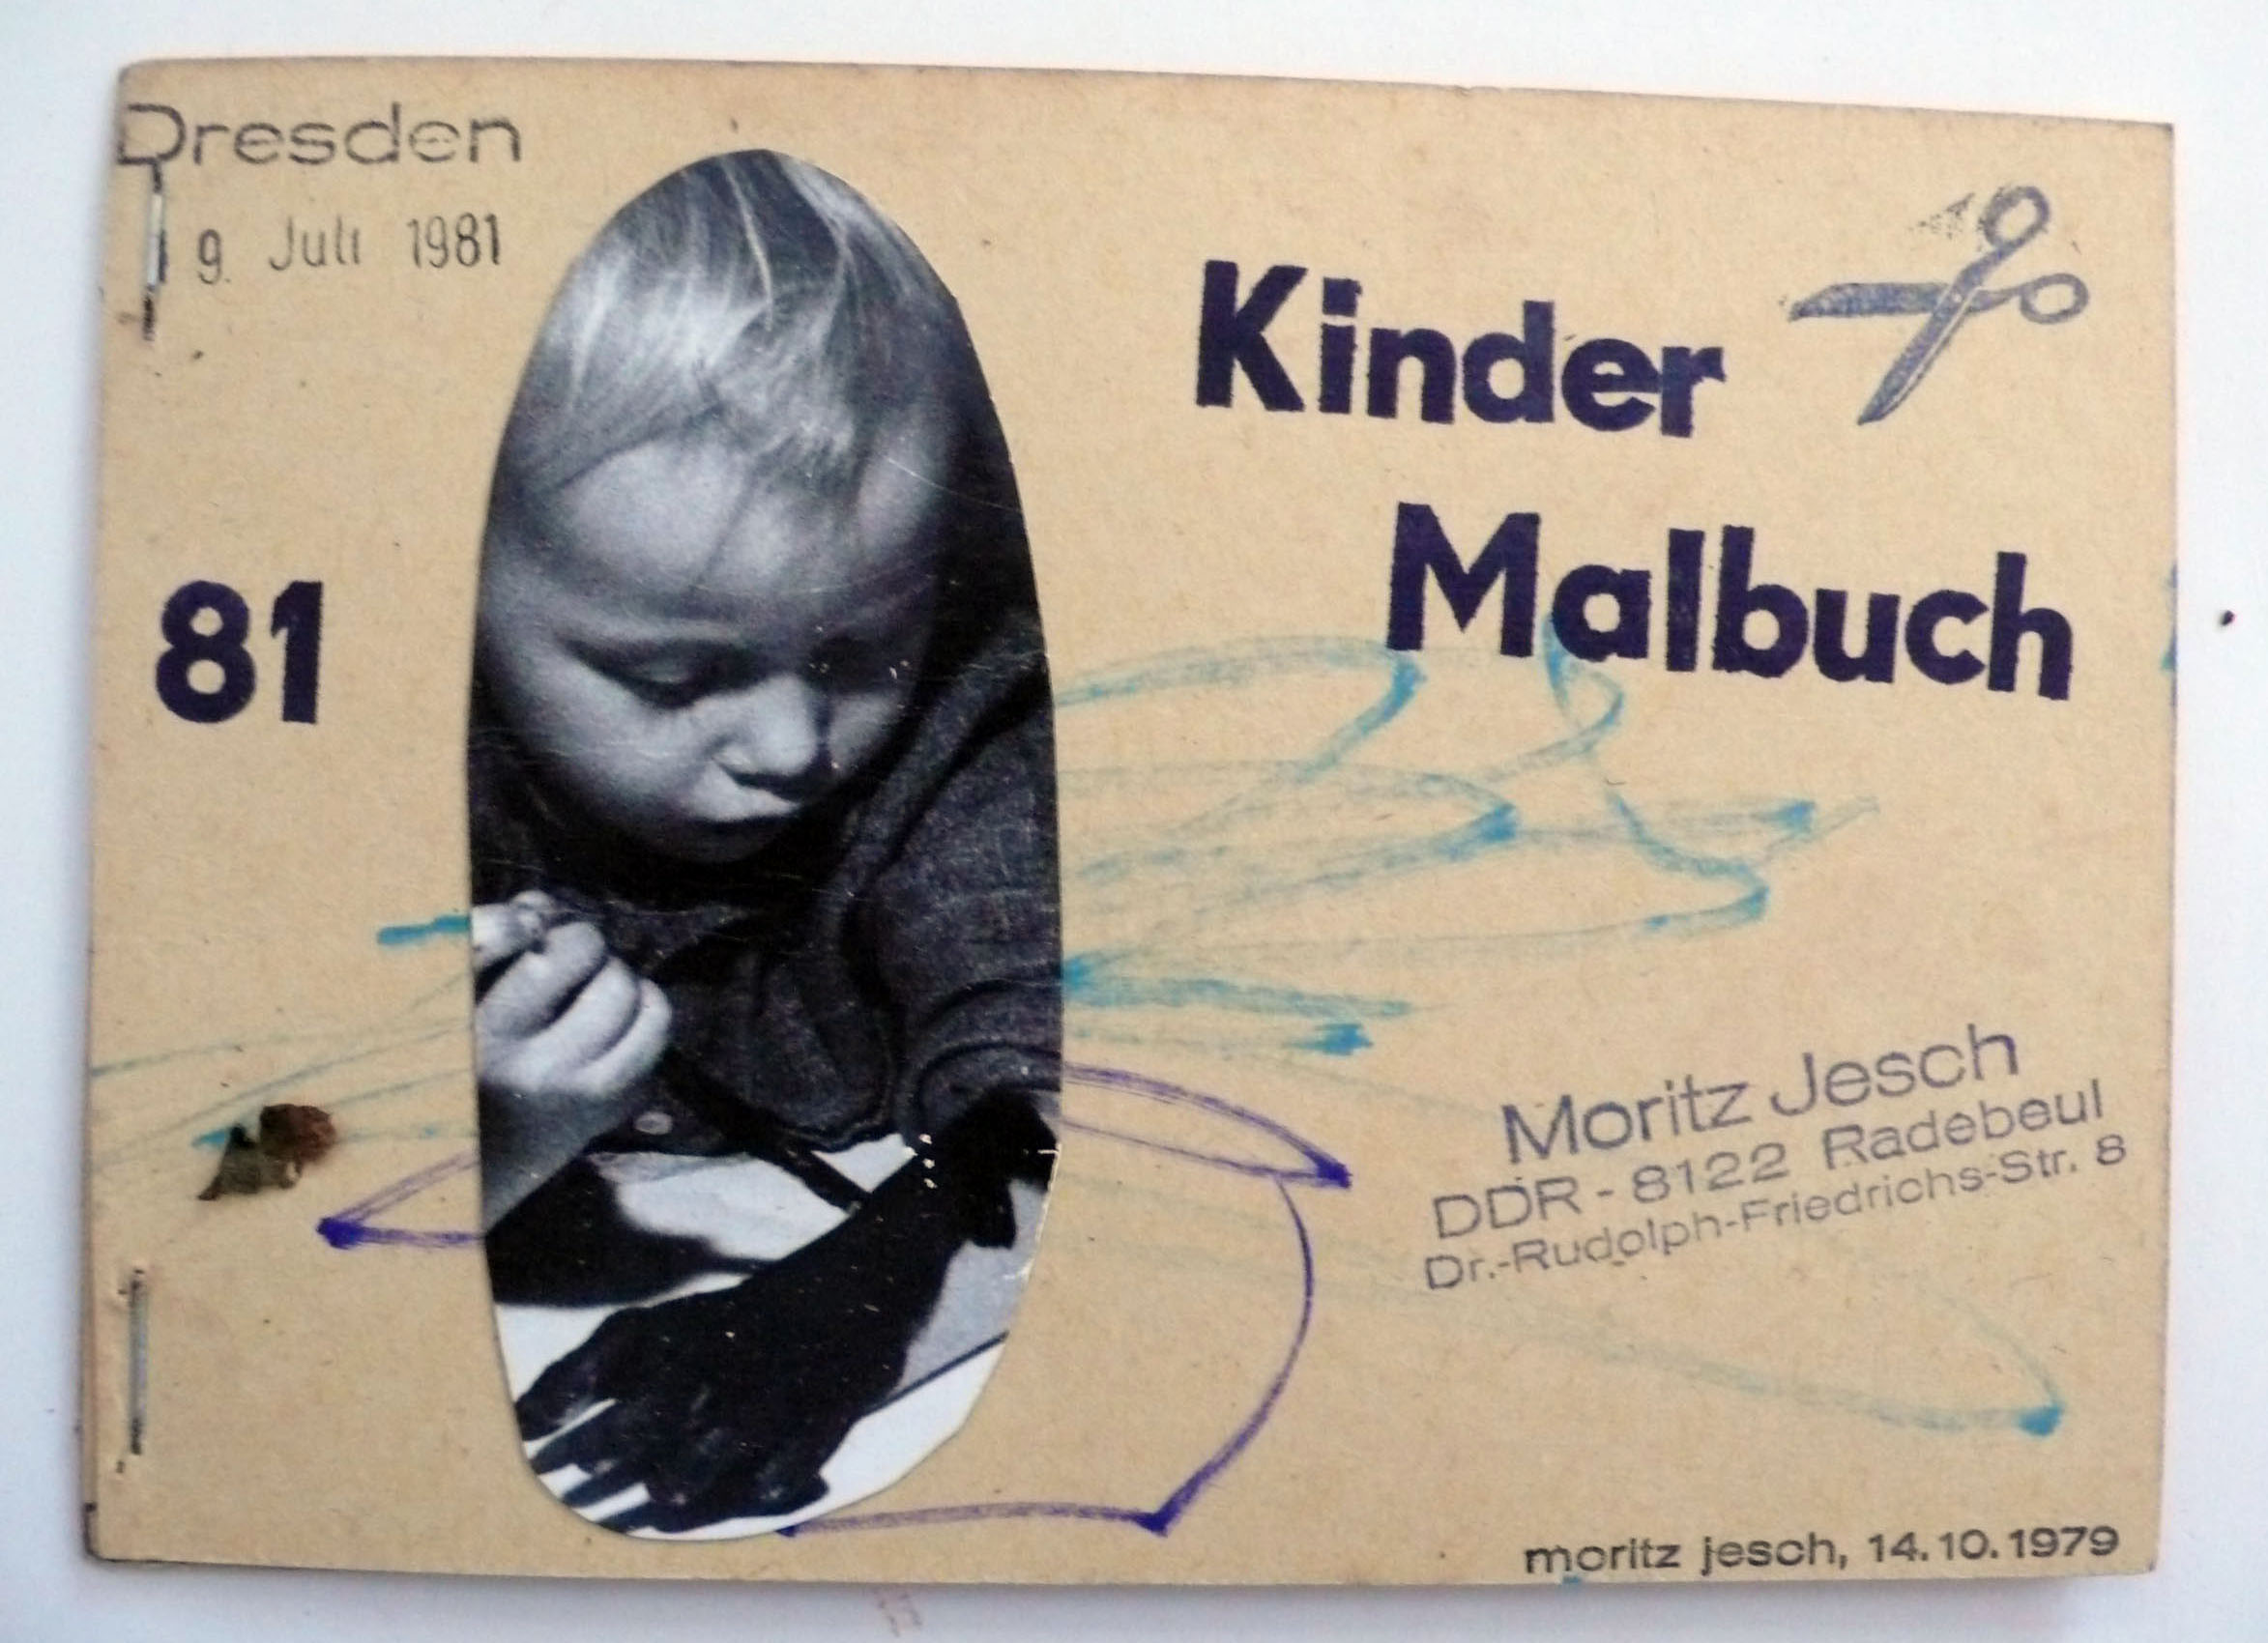 Dresden
9. Juli 1981
Kinder
Malbuch
81
Moritz Jesch
DDR - 8122 Radebeul
Dr.-Rudolph-Friedrichs-Str. 8
moritz jesch, 14.10.1979